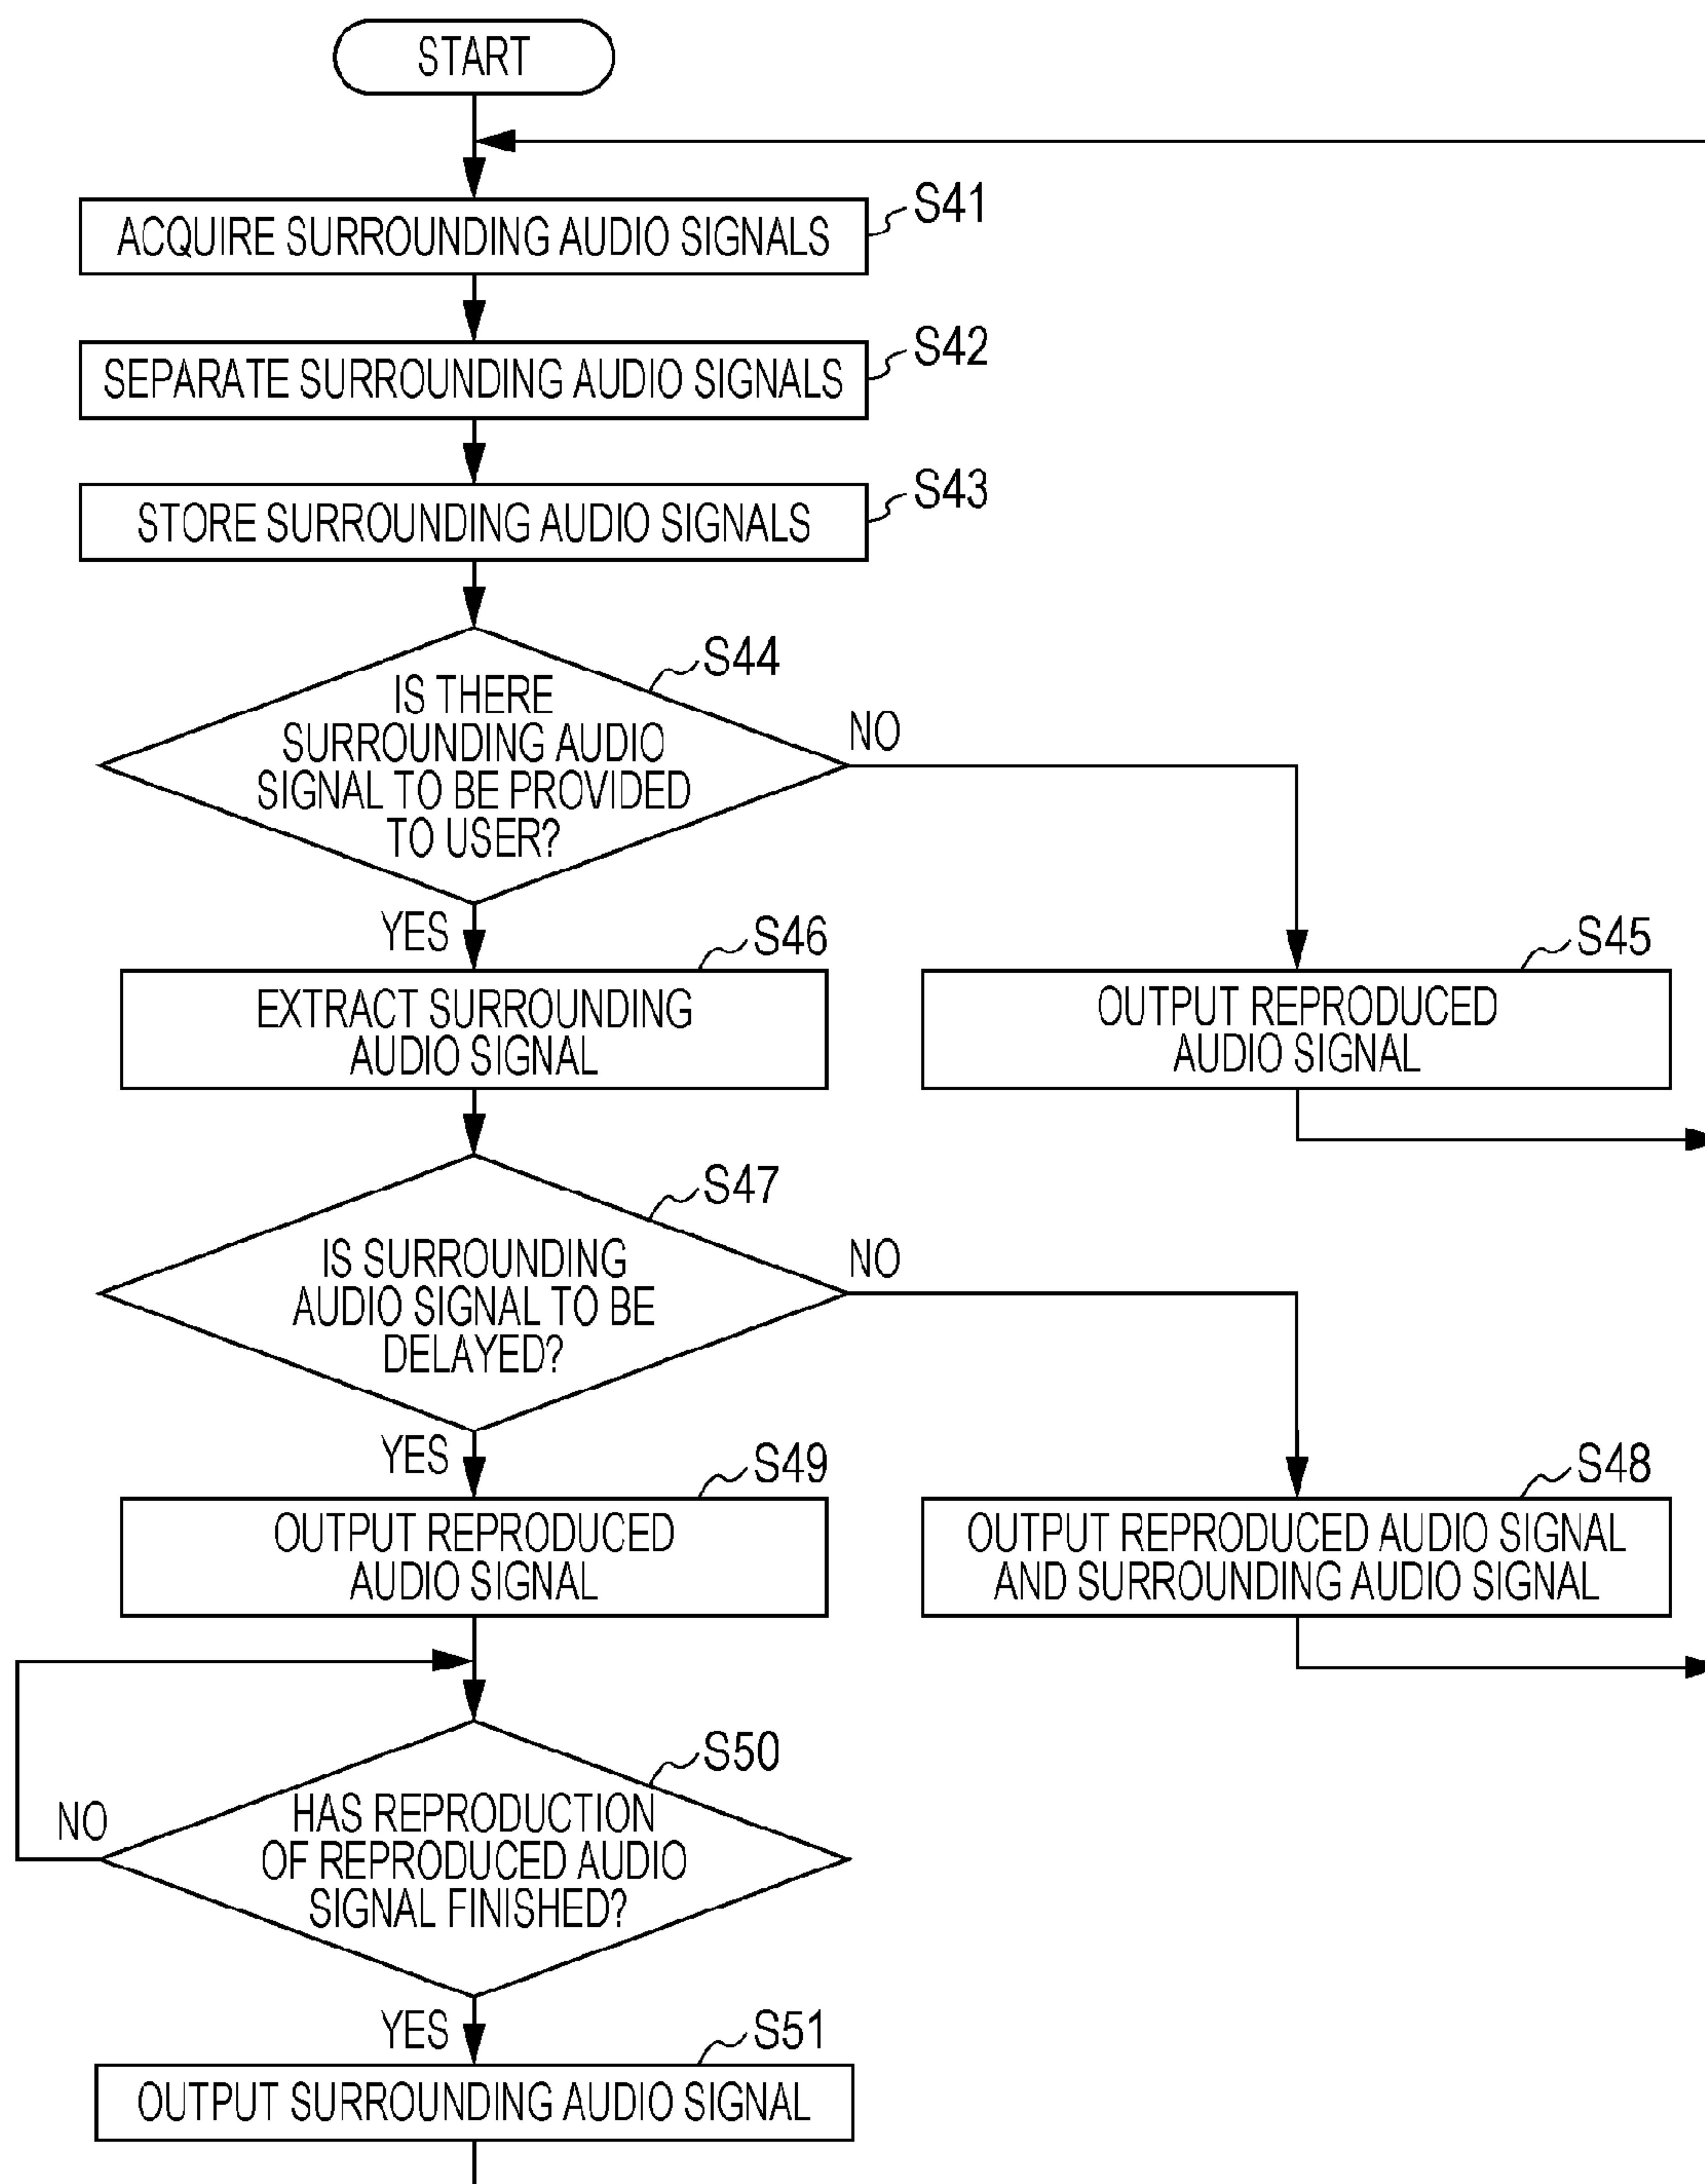 START
ACQUIRE SURROUNDING AUDIO SIGNALS
S41
SEPARATE SURROUNDING AUDIO SIGNALS
S42
STORE SURROUNDING AUDIO SIGNALS
S43
S44
IS THERE
SURROUNDING AUDIO
SIGNAL TO BE PROVIDED
TO USER?
NO
YES
S46
EXTRACT SURROUNDING
AUDIO SIGNAL
S45
OUTPUT REPRODUCED
AUDIO SIGNAL
S47
IS SURROUNDING
AUDIO SIGNAL TO BE
DELAYED?
NO
YES
S49
OUTPUT REPRODUCED
AUDIO SIGNAL
S48
OUTPUT REPRODUCED AUDIO SIGNAL
AND SURROUNDING AUDIO SIGNAL
S50
HAS REPRODUCTION
OF REPRODUCED AUDIO
SIGNAL FINISHED?
NO
YES
S51
OUTPUT SURROUNDING AUDIO SIGNAL